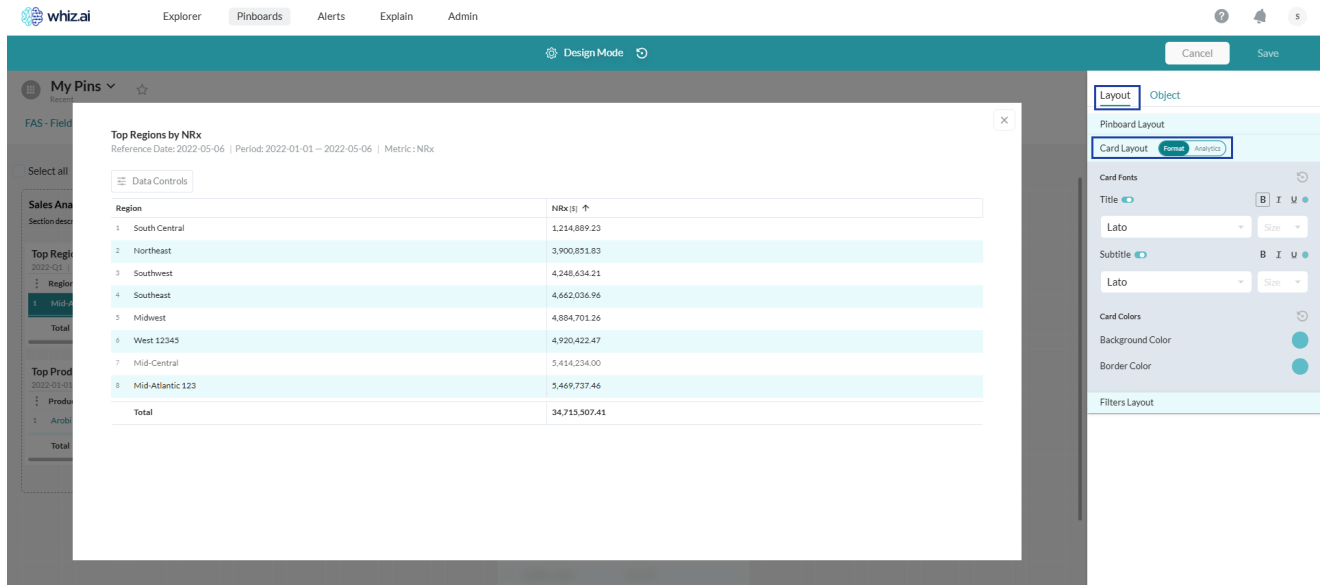 whiz.ai Explorer Pinboards Alerts Explain Admin ? S
Design Mode Cancel Save
My Pins
Recent
FAS - Field
Select all
Sales Ana
Section descr
Top Regio
2022-Q1 |
Region
1 Mid-A
Total
Top Prod
2022-01-01
Produ
1 Arobi
Total
Top Regions by NRx
Reference Date: 2022-05-06 | Period: 2022-01-01 — 2022-05-06 | Metric : NRx
Data Controls
Region NRx [$] ↑
1 South Central 1,214,889.23
2 Northeast 3,900,851.83
3 Southwest 4,248,634.21
4 Southeast 4,662,036.96
5 Midwest 4,884,701.26
6 West 12345 4,920,422.47
7 Mid-Central 5,414,234.00
8 Mid-Atlantic 123 5,469,737.46
Total 34,715,507.41
Layout Object
Pinboard Layout
Card Layout Format Analytics
Card Fonts
Title B I U
Lato Size
Subtitle B I U
Lato Size
Card Colors
Background Color
Border Color
Filters Layout